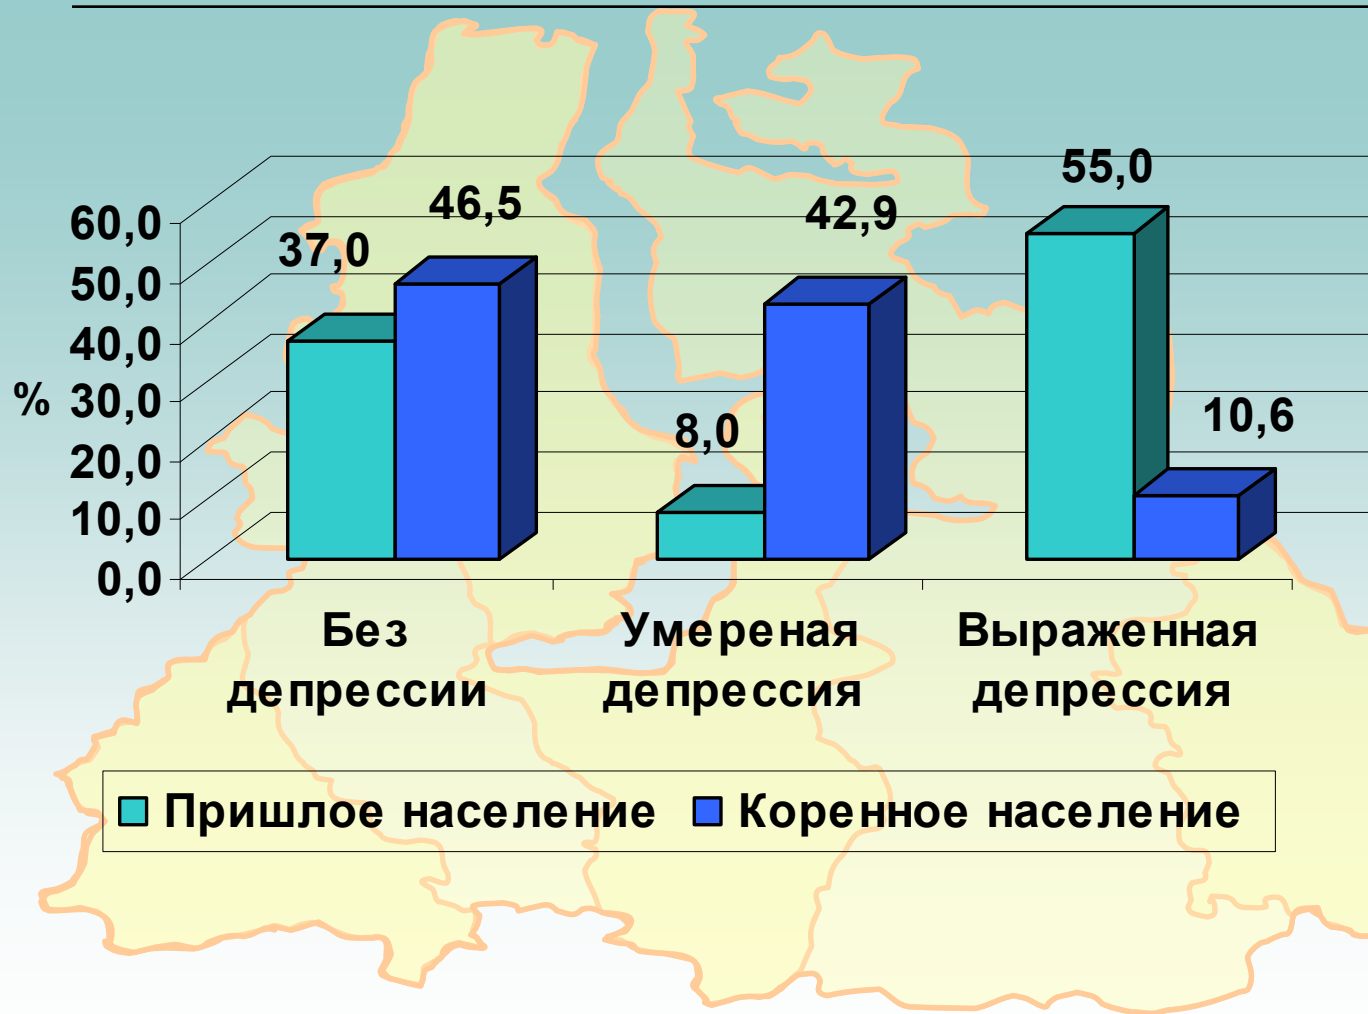 55,0
46,5
42,9
60,0
37,0
50,0
40,0
% 30,0
8,0
10,6
20,0
10,0
0,0
Без депрессии
Умереная депрессия
Выраженная депрессия
Пришлое население
Коренное население